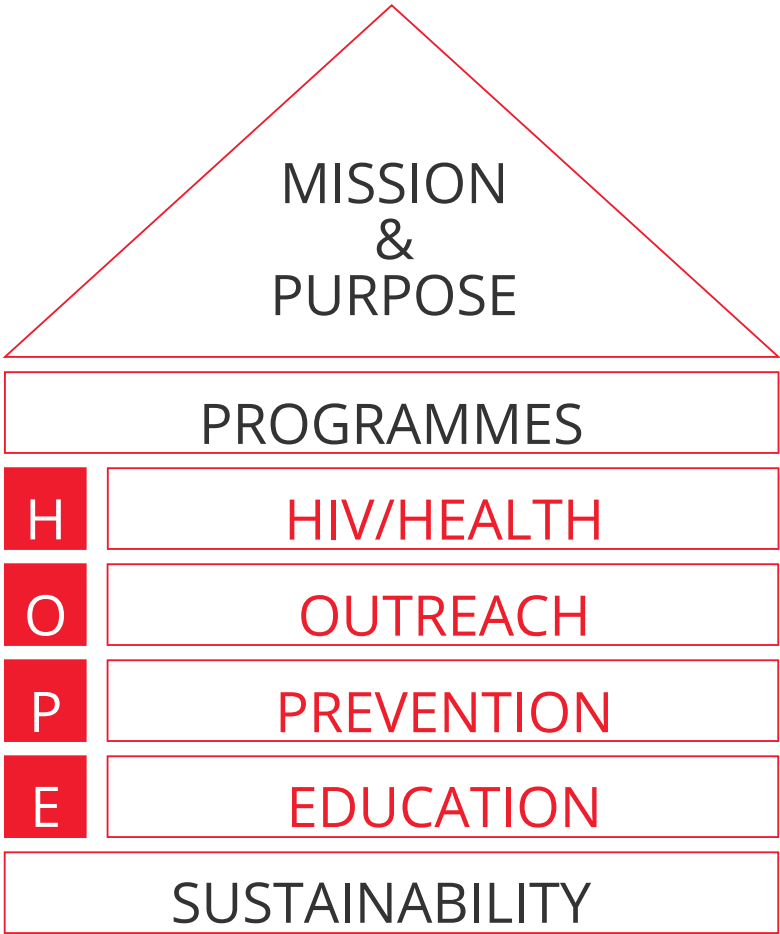 MISSION
&
PURPOSE
PROGRAMMES
H HIV/HEALTH
O OUTREACH
P PREVENTION
E EDUCATION
SUSTAINABILITY